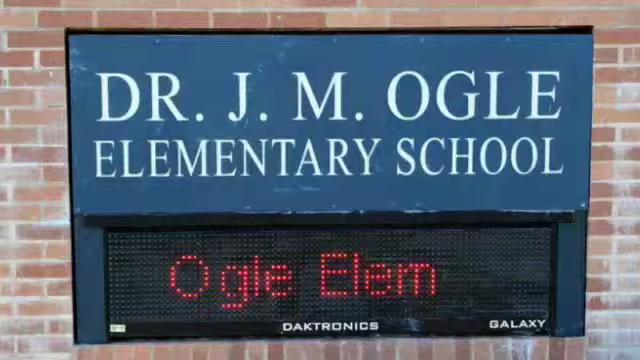 DR. J. M. OGLE
ELEMENTARY SCHOOL
Ogle Elem
DAKTRONICS GALAXY